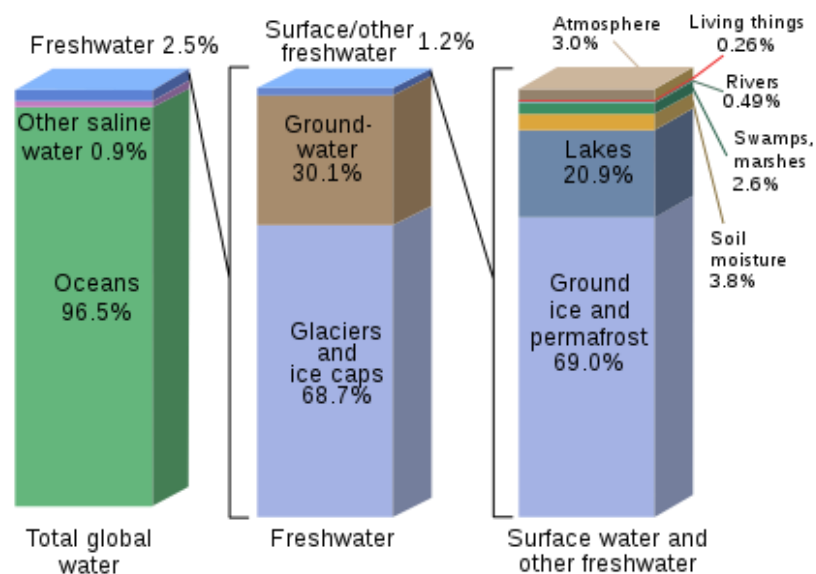 Freshwater 2.5%
Other saline
water 0.9%
Oceans
96.5%
Total global
water
Surface/other
freshwater 1.2%
Ground-
water
30.1%
Glaciers
and
ice caps
68.7%
Freshwater
Atmosphere
3.0%
Living things
0.26%
Rivers
0.49%
Swamps,
marshes
2.6%
Soil
moisture
3.8%
Lakes
20.9%
Ground
ice and
permafrost
69.0%
Surface water and
other freshwater